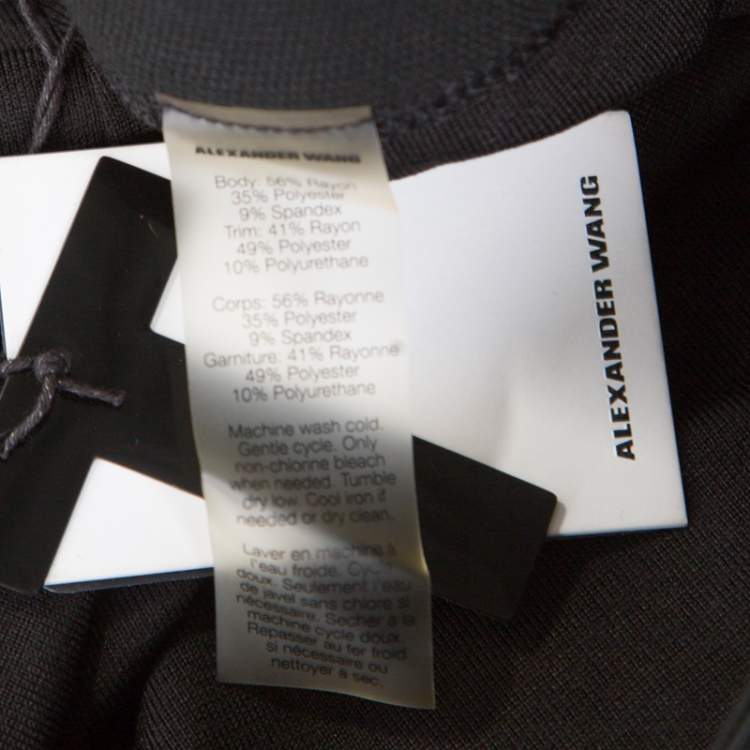 ALEXANDER WANG
Body: 56% Rayon
35% Polyester
9% Spandex
Trim: 41% Rayon
49% Polyester
10% Polyurethane
Corps: 56% Rayonne
35% Polyester
9% Spandex
Garniture: 41% Rayonne
49% Polyester
10% Polyurethane
Machine wash cold.
Gentle cycle. Only
non-chlorine bleach
when needed. Tumble
dry low. Cool iron if
needed or dry clean.
Laver en machine à
l'eau froide. Cycle
doux. Seulement l'eau
de javel sans chlore si
nécessaire. Secher a la
machine cycle doux.
Repasser au fer froid
si nécessaire ou
nettoyer a sec.
ALEXANDER WANG